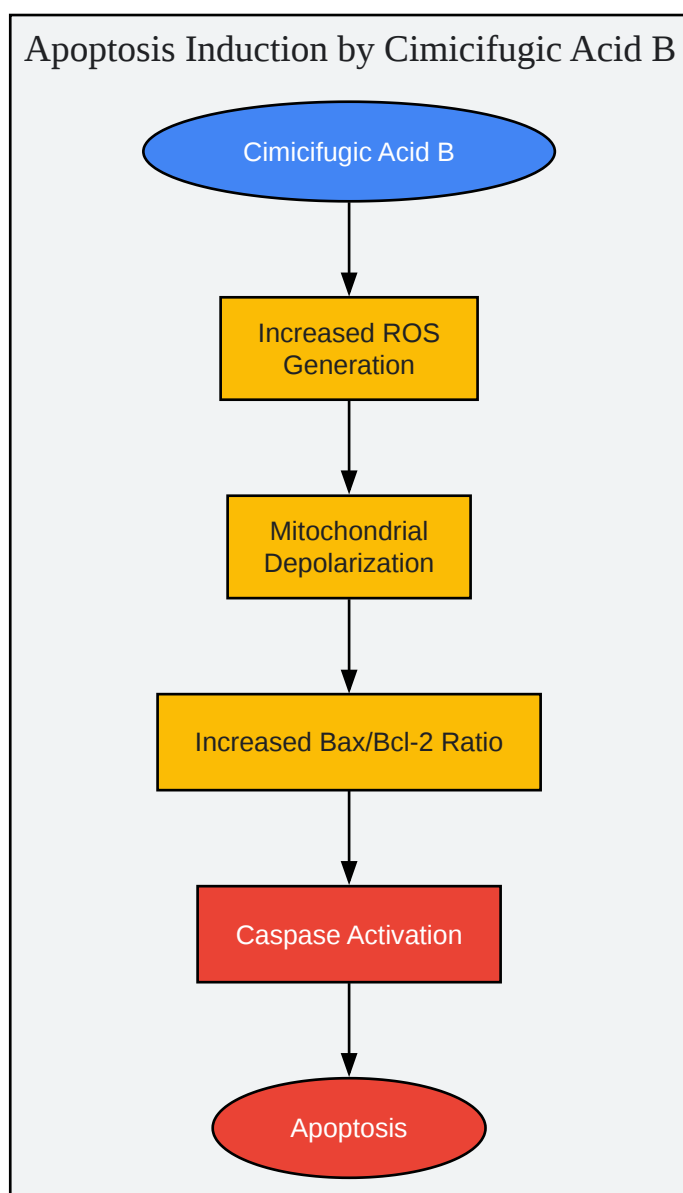 Apoptosis Induction by Cimicifugic Acid B
Cimicifugic Acid B
Increased ROS
Generation
Mitochondrial
Depolarization
Increased Bax/Bcl-2 Ratio
Caspase Activation
Apoptosis